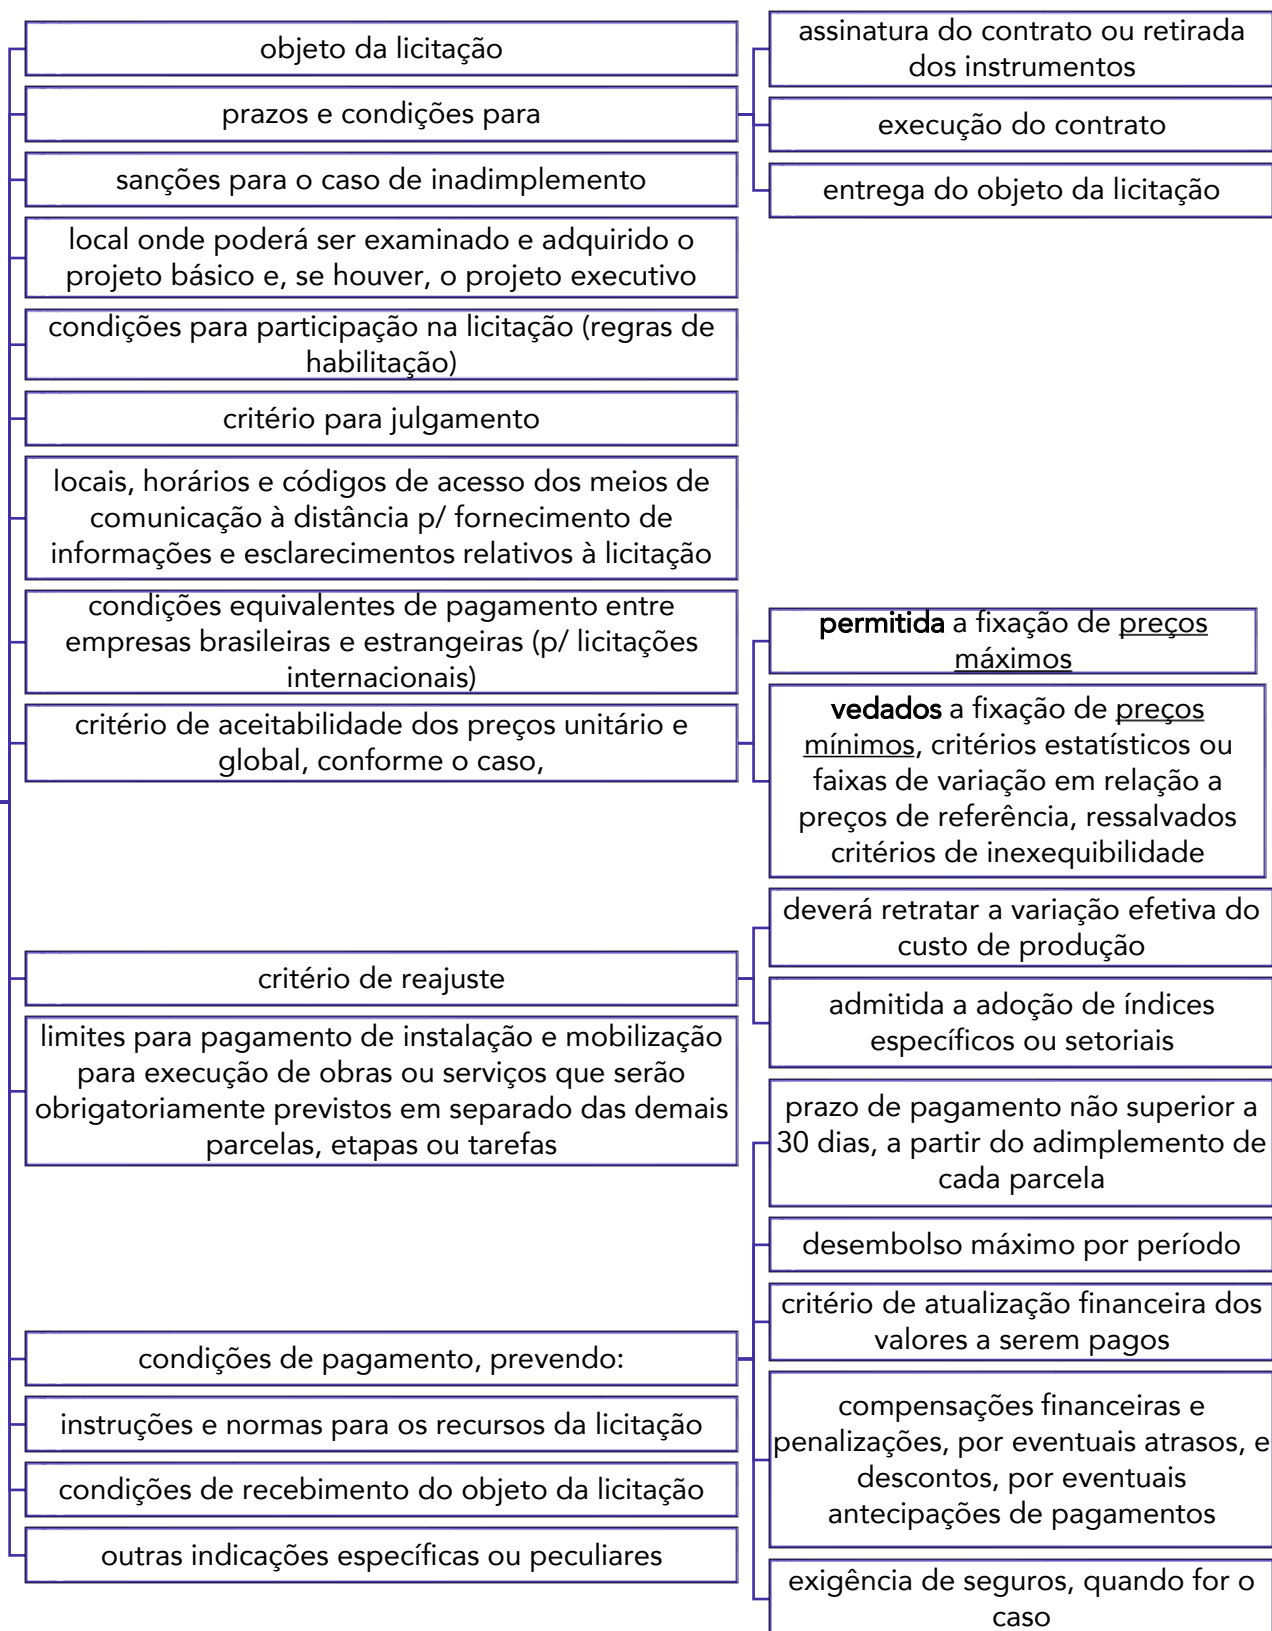 objeto da licitação
prazos e condições para
assinatura do contrato ou retirada
dos instrumentos
execução do contrato
entrega do objeto da licitação
sanções para o caso de inadimplemento
local onde poderá ser examinado e adquirido o
projeto básico e, se houver, o projeto executivo
condições para participação na licitação (regras de
habilitação)
critério para julgamento
locais, horários e códigos de acesso dos meios de
comunicação à distância p/ fornecimento de
informações e esclarecimentos relativos à licitação
condições equivalentes de pagamento entre
empresas brasileiras e estrangeiras (p/ licitações
internacionais)
critério de aceitabilidade dos preços unitário e
global, conforme o caso,
permitida a fixação de preços
máximos
vedados a fixação de preços
mínimos, critérios estatísticos ou
faixas de variação em relação a
preços de referência, ressalvados
critérios de inexequibilidade
critério de reajuste
deverá retratar a variação efetiva do
custo de produção
admitida a adoção de índices
específicos ou setoriais
limites para pagamento de instalação e mobilização
para execução de obras ou serviços que serão
obrigatoriamente previstos em separado das demais
parcelas, etapas ou tarefas
condições de pagamento, prevendo:
prazo de pagamento não superior a
30 dias, a partir do adimplemento de
cada parcela
desembolso máximo por período
critério de atualização financeira dos
valores a serem pagos
compensações financeiras e
penalizações, por eventuais atrasos, e
descontos, por eventuais
antecipações de pagamentos
exigência de seguros, quando for o
caso
instruções e normas para os recursos da licitação
condições de recebimento do objeto da licitação
outras indicações específicas ou peculiares